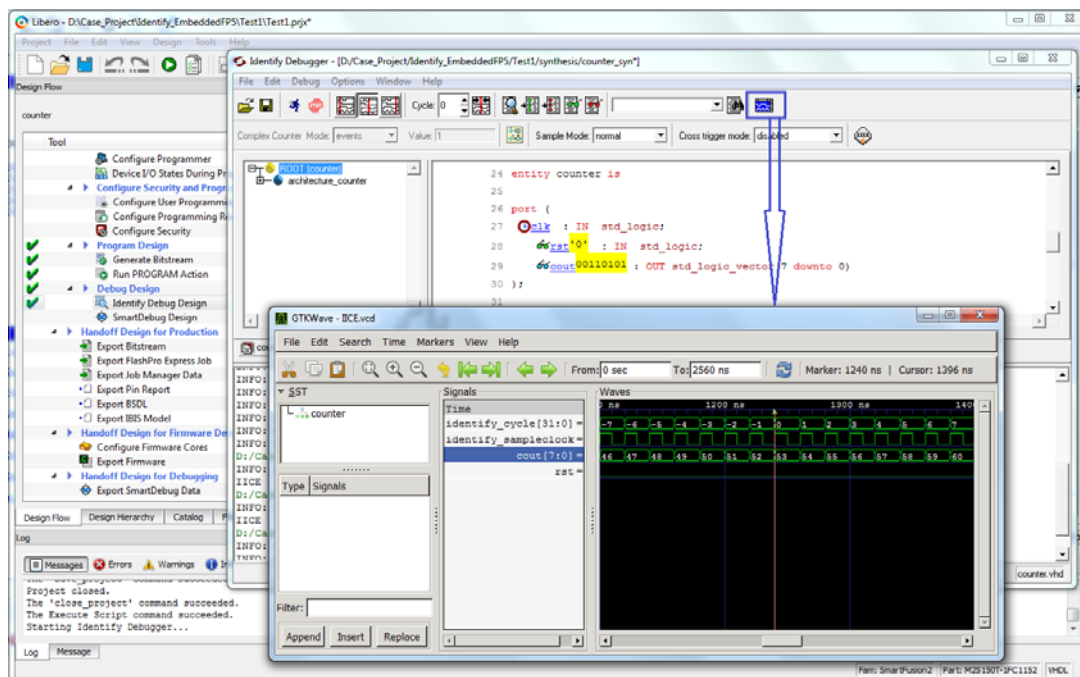 Libero - D:\Case_Project\Identify_EmbeddedFP5\Test1\Test1.prjx*
Project File Edit View Design Tools Help
Design Flow
counter
Tool
Configure Programmer
Device I/O States During Pr
Configure Security and Progr
Configure User Programmi
Configure Programming R
Configure Security
Program Design
Generate Bitstream
Run PROGRAM Action
Debug Design
Identify Debug Design
SmartDebug Design
Handoff Design for Production
Export Bitstream
Export FlashPro Express Job
Export Job Manager Data
Export Pin Report
Export BSDL
Export IBIS Model
Handoff Design for Firmware De
Configure Firmware Cores
Export Firmware
Handoff Design for Debugging
Export SmartDebug Data
Design Flow Design Hierarchy Catalog F
Log
Messages Errors Warnings In
Project closed.
The 'close_project' command succeeded.
The Execute Script command succeeded.
Starting Identify Debugger...
Log Message
Fam: SmartFusion2 Part: M2S150T-1FC1152 VHDL
Identify Debugger - [D:/Case_Project/Identify_EmbeddedFP5/Test1/synthesis/counter_syn*]
File Edit Debug Options Window Help
Cycle: 0
Complex Counter Mode: events Value: 1 Sample Mode: normal Cross trigger mode: disabled
ROOT (counter)
architecture_counter
24 entity counter is
25
26 port (
27 clk : IN std_logic;
28 rst'0' : IN std_logic;
29 cout00110101 : OUT std_logic_vector(7 downto 0)
30 );
31
INFO:
INFO:
INFO:
INFO:
INFO:
INFO:
D:/Ca
INFO:
IICE
D:/Ca
INFO:
IICE
D:/Ca
INFO:
counter.vhd
GTKWave - IICE.vcd
File Edit Search Time Markers View Help
From: 0 sec To: 2560 ns Marker: 1240 ns | Cursor: 1396 ns
SST
counter
Type Signals
Filter:
Append Insert Replace
Signals
Time
identify_cycle[31:0] =
identify_sampleclock =
cout[7:0] =
rst =
Waves
1200 ns 1300 ns 140
-7 -6 -5 -4 -3 -2 -1 0 1 2 3 4 5 6 7
46 47 48 49 50 51 52 53 54 55 56 57 58 59 60